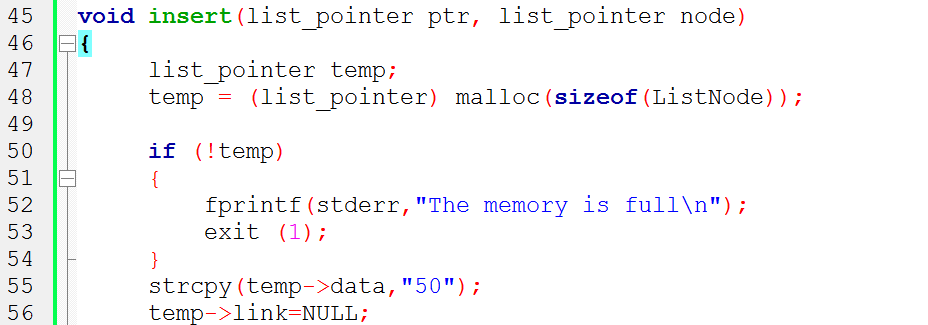 45 void insert(list_pointer ptr, list_pointer node)
46 {
47 list_pointer temp;
48 temp = (list_pointer) malloc(sizeof(ListNode));
49
50 if (!temp)
51 {
52 fprintf(stderr,"The memory is full\n");
53 exit (1);
54 }
55 strcpy(temp->data,"50");
56 temp->link=NULL;